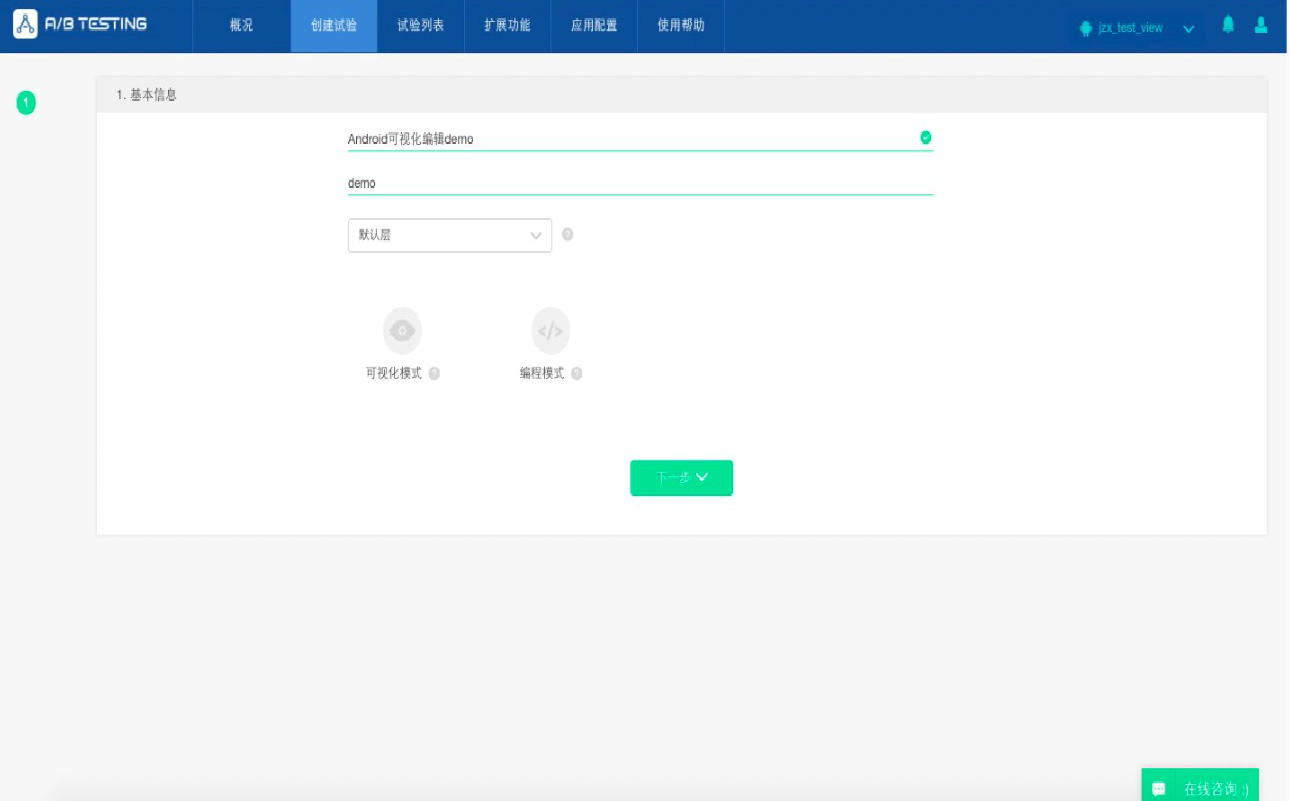 A/B TESTING
概况
创建试验
试验列表
扩展功能
应用配置
使用帮助
jzx_test_view
1
1. 基本信息
Android可视化编辑demo
demo
默认层
?
</>
可视化模式 ?
编程模式 ?
下一步
在线咨询 :)